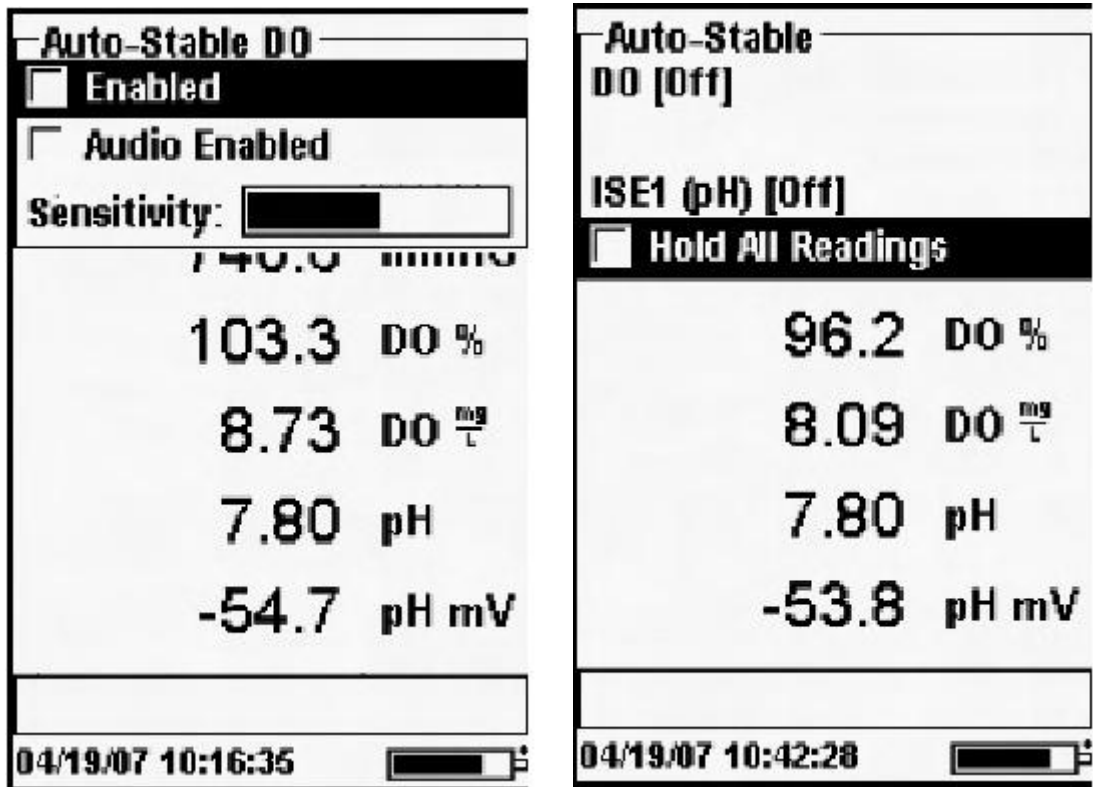 Auto-Stable DO
Enabled
Audio Enabled
Sensitivity:
103.3 DO %
8.73 DO mg/L
7.80 pH
-54.7 pH mV
04/19/07 10:16:35
Auto-Stable
DO [Off]
ISE1 (pH) [Off]
Hold All Readings
96.2 DO %
8.09 DO mg/L
7.80 pH
-53.8 pH mV
04/19/07 10:42:28